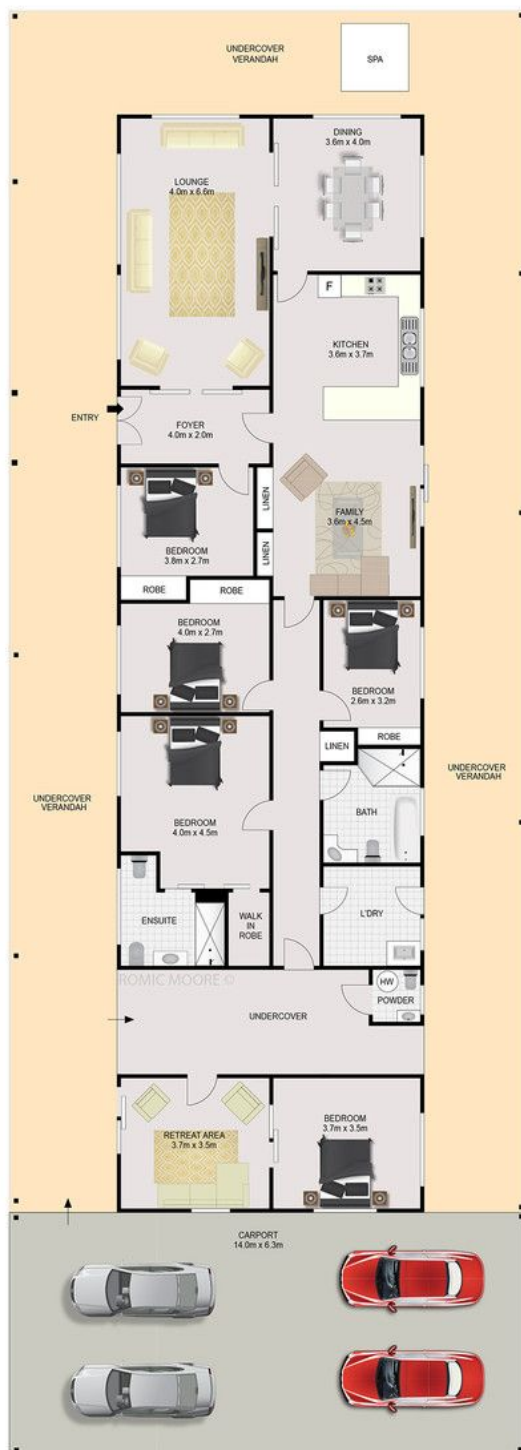 UNDERCOVER
VERANDAH
SPA
DINING
3.6m x 4.0m
LOUNGE
4.0m x 6.6m
F
KITCHEN
3.6m x 3.7m
ENTRY
FOYER
4.0m x 2.0m
LINEN
LINEN
FAMILY
3.6m x 4.5m
BEDROOM
3.8m x 2.7m
ROBE
ROBE
BEDROOM
4.0m x 2.7m
BEDROOM
2.6m x 3.2m
LINEN
ROBE
UNDERCOVER
VERANDAH
BEDROOM
4.0m x 4.5m
BATH
UNDERCOVER
VERANDAH
ENSUITE
WALK
IN
ROBE
L'DRY
ROMIC MOORE ©
HW
POWDER
UNDERCOVER
RETREAT AREA
3.7m x 3.5m
BEDROOM
3.7m x 3.5m
CARPORT
14.0m x 6.3m